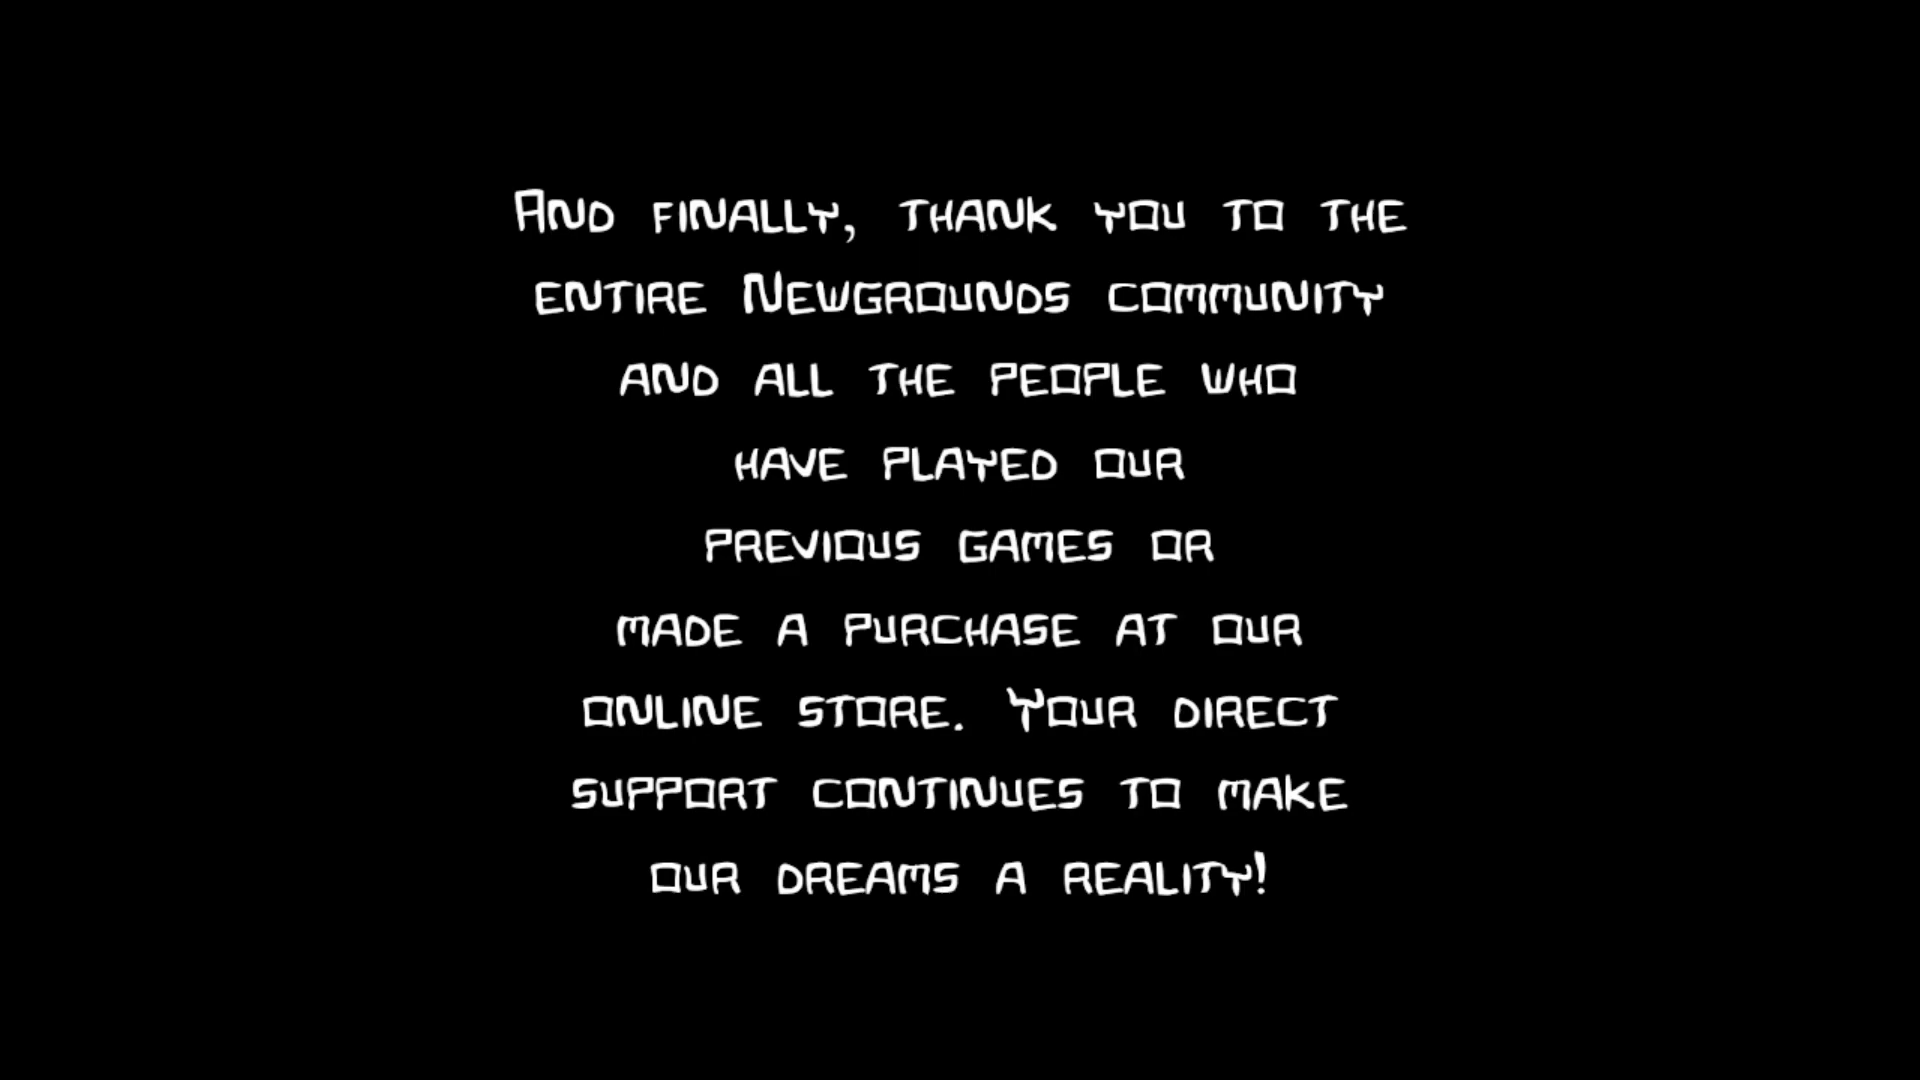 And finally, thank you to the
entire Newgrounds community
and all the people who
have played our
previous games or
made a purchase at our
online store. Your direct
support continues to make
our dreams a reality!